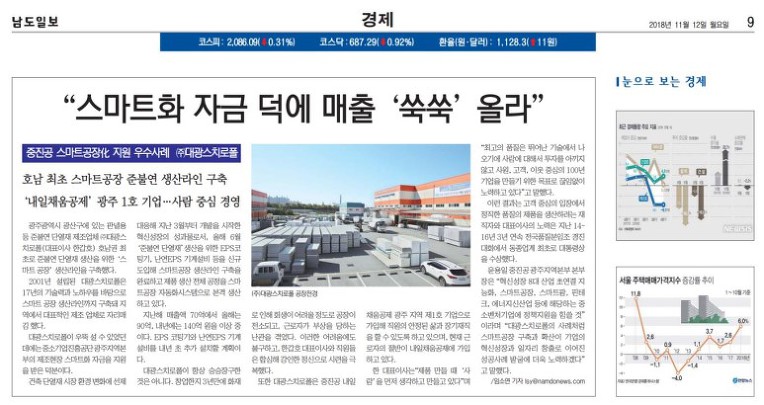 남도일보
경제
2018년 11월 12일 월요일
9
코스피: 2,086.09(⬇0.31%)
코스닥: 687.29(⬇0.92%)
환율(원·달러): 1,128.3(⬆11원)
“스마트화 자금 덕에 매출 ‘쑥쑥’ 올라”
중진공 스마트공장化 지원 우수사례 ㈜대광스치로폴
호남 최초 스마트공장 준불연 생산라인 구축
‘내일채움공제’ 광주 1호 기업…사람 중심 경영
광주광역시 광산구에 있는 판넬용
등 준불연 단열재 제조업체 ㈜대광스
치로폴(대표이사 한갑호) 호남권 최
초로 준불연 단열재 생산을 위한 ‘스
마트 공장’ 생산라인을 구축했다.
2001년 설립된 대광스치로폴은
17년의 기술력과 노하우를 바탕으로
스마트 공장 생산라인까지 구축돼 지
역에서 대표적인 제조 업체로 자리매
김 했다.
대광스치로폴이 우뚝 설 수 있었던
데에는 중소기업진흥공단 광주지역본
부의 제조현장 스마트화 자금을 지원
을 받은 덕분이다.
건축 단열재 시장 환경 변화에 선제
대응해 지난 3월부터 개발을 시작한
혁신성장의 성과물로서, 올해 6월
‘준불연 단열재’ 생산을 위한 EPS코
팅기, 난연EPS 기계설비 등을 신규
도입해 스마트공장 생산라인 구축을
완료하고 제품 생산 전체 공정을 스마
트공장 자동화시스템으로 본격 생산
하고 있다.
지난해 매출액 70억에서 올해는
90억, 내년에는 140억 원을 이상 중
이다. EPS 코팅기와 난연EPS 기계
설비를 내년 초 추가 설치할 계획이
다.
대광스치로폴이 항상 승승장구한
것은 아니다. 창업한지 3년만에 화재
㈜대광스치로폴 공장전경
로 인해 회생이 어려울 정도로 공장이
전소되고, 근로자가 부상을 당하는
난관을 겪었다. 이러한 어려움에도
불구하고, 한갑호 대표이사와 직원들
은 합심해 끈끈한 정신으로 시련을 극
복했다.
또한 대광스치로폴은 중진공 내일
채움공제 광주 지역 제1호 기업으로
가입해 직원의 안정된 삶과 장기재직
을 할 수 있도록 하고 있으며, 현재 근
로자의 절반이 내일채움공제에 가입
하고 있다.
한 대표이사는“제품 만들 때 ‘사
람’을 먼저 생각하고 만들고 있다”며
“최고의 품질은 뛰어난 기술에서 나
오기에 사람에 대해서 투자를 아끼지
않고 사원, 고객, 이웃 중심의 100년
기업을 만들기 위한 목표로 끊임없이
노력하고 있다”고 말했다.
이런 결과는 고객 중심의 입장에서
정직한 품질의 제품을 생산하려는 재
직자와 대표이사의 노력은 지난 14-
16년 3년 연속 전국품질분임조 경진
대회에서 동종업계 최초로 대통령상
을 수상했다.
윤용일 중진공 광주지역본부 본부
장은 “혁신성장 8대 산업 초연결 지
능화, 스마트공장, 스마트팜, 핀테
크, 에너지신산업 등에 해당하는 중
소벤처기업에 정책자원을 힘쓸 것”
이라며 “대광스치로폴의 사례처럼
스마트공장 구축과 확산이 기업의
혁신성장과 일자리 창출로 이어진
성공사례 발굴에 더욱 노력하겠다”
고 말했다.
/임소연 기자 lsy@namdonews.com
눈으로 보는 경제
NEWSIS
서울 주택매매가격지수 증감률 추이
11.8
2.6
-1.1
0.9
-4.0
-1.4
1.1
3.7
1.7
2.6
6.0%
2018년
연합뉴스